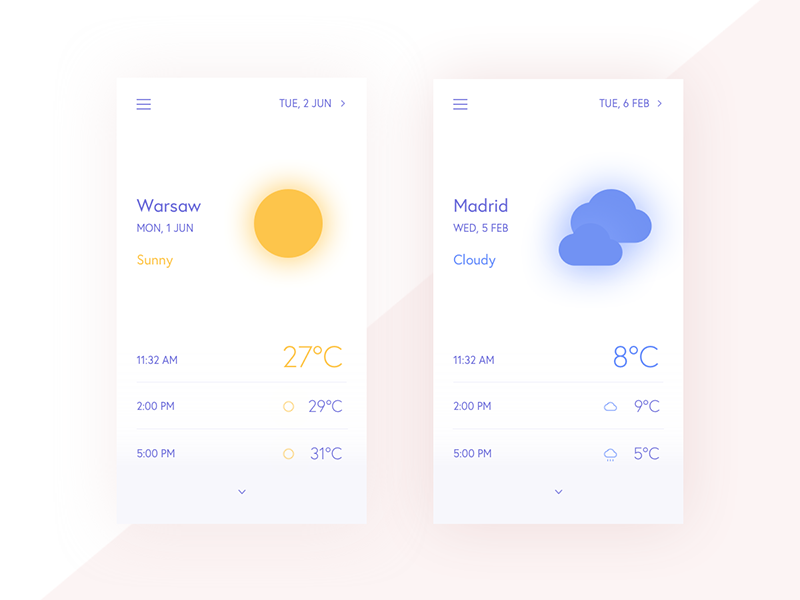 TUE, 2 JUN
Warsaw
MON, 1 JUN
Sunny
11:32 AM 27°C
2:00 PM 29°C
5:00 PM 31°C
TUE, 6 FEB
Madrid
WED, 5 FEB
Cloudy
11:32 AM 8°C
2:00 PM 9°C
5:00 PM 5°C